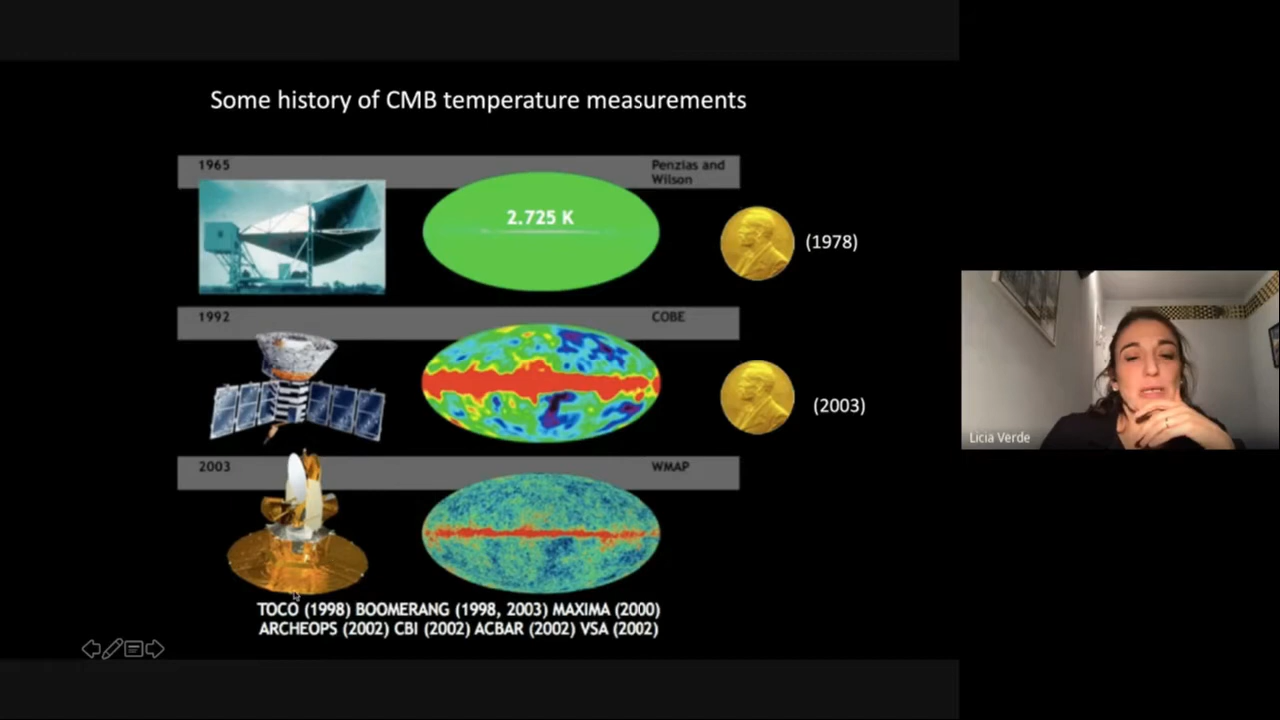 Some history of CMB temperature measurements
1965
Penzias and
Wilson
2.725 K
(1978)
1992
COBE
(2003)
2003
WMAP
TOCO (1998) BOOMERANG (1998, 2003) MAXIMA (2000)
ARCHEOPS (2002) CBI (2002) ACBAR (2002) VSA (2002)
Licia Verde